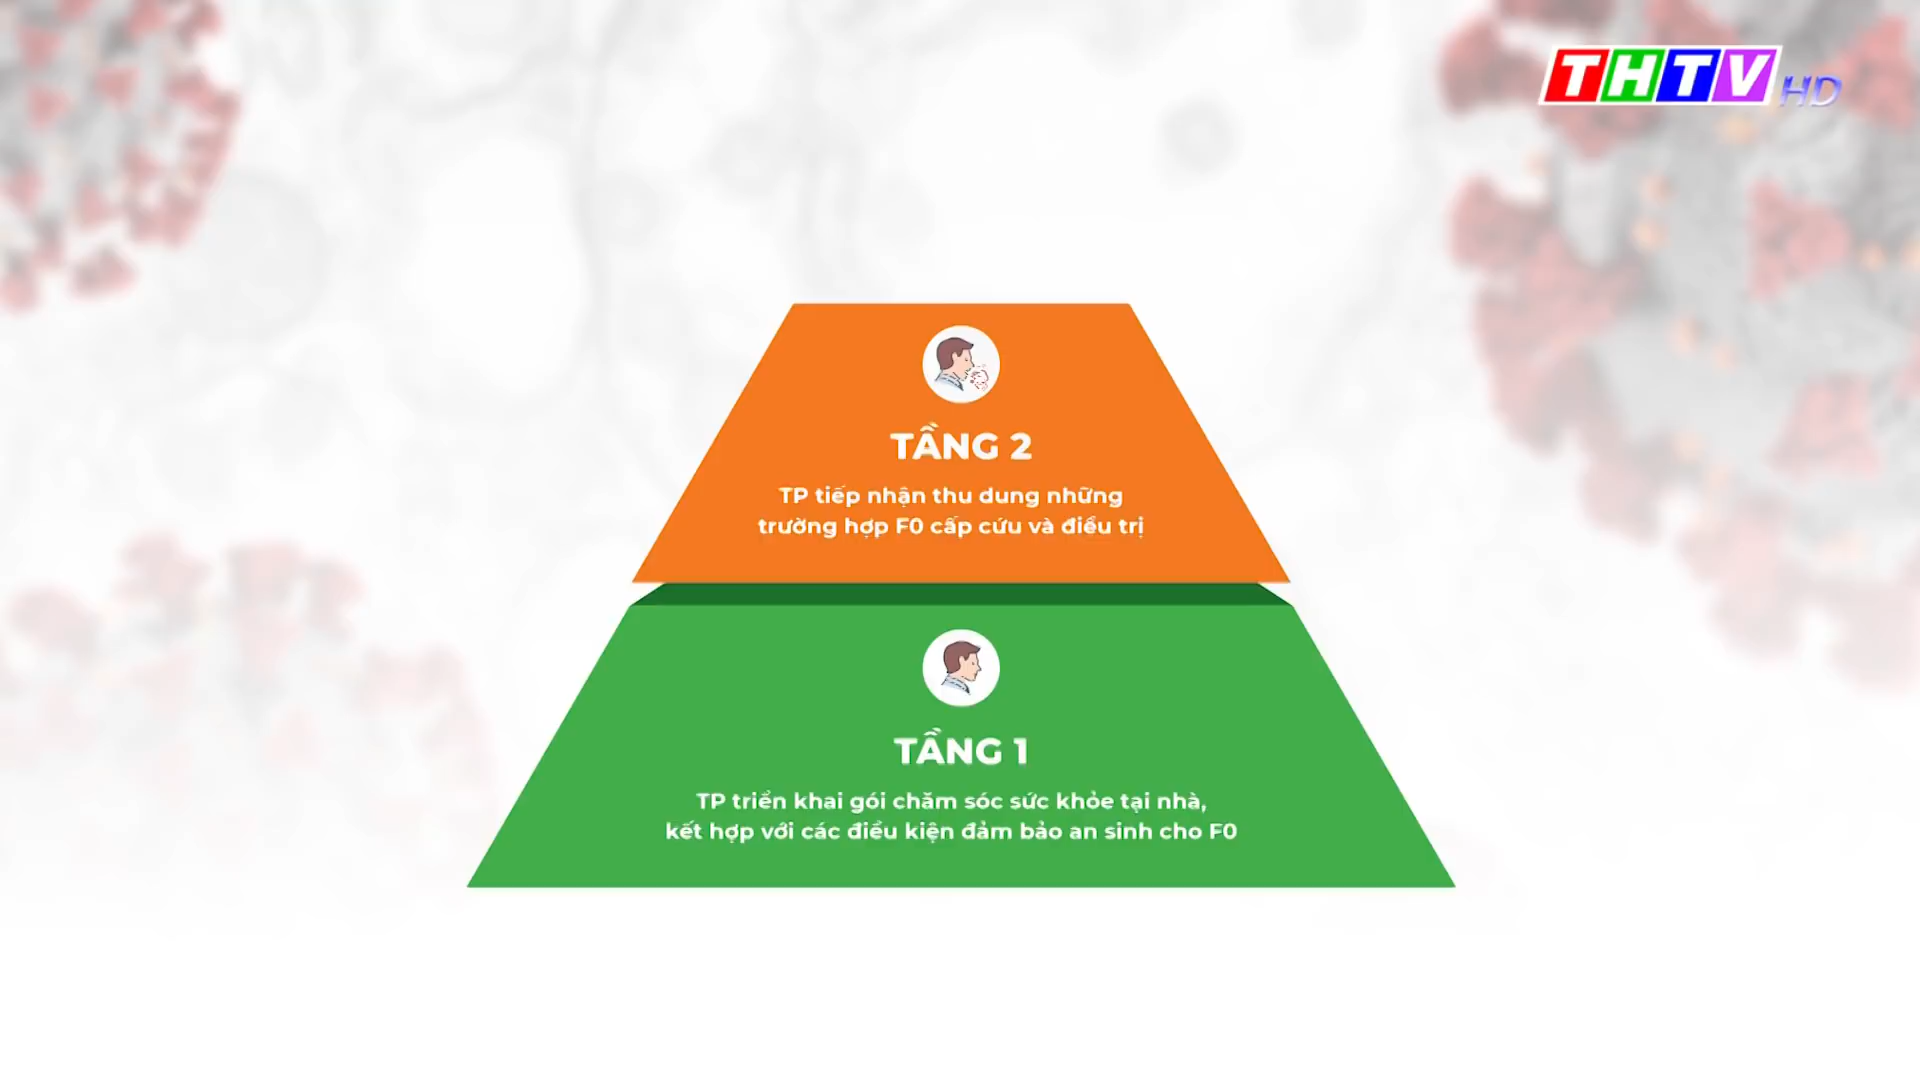 THTV HD
TẦNG 2
TP tiếp nhận thu dung những
trường hợp F0 cấp cứu và điều trị
TẦNG 1
TP triển khai gói chăm sóc sức khỏe tại nhà,
kết hợp với các điều kiện đảm bảo an sinh cho F0